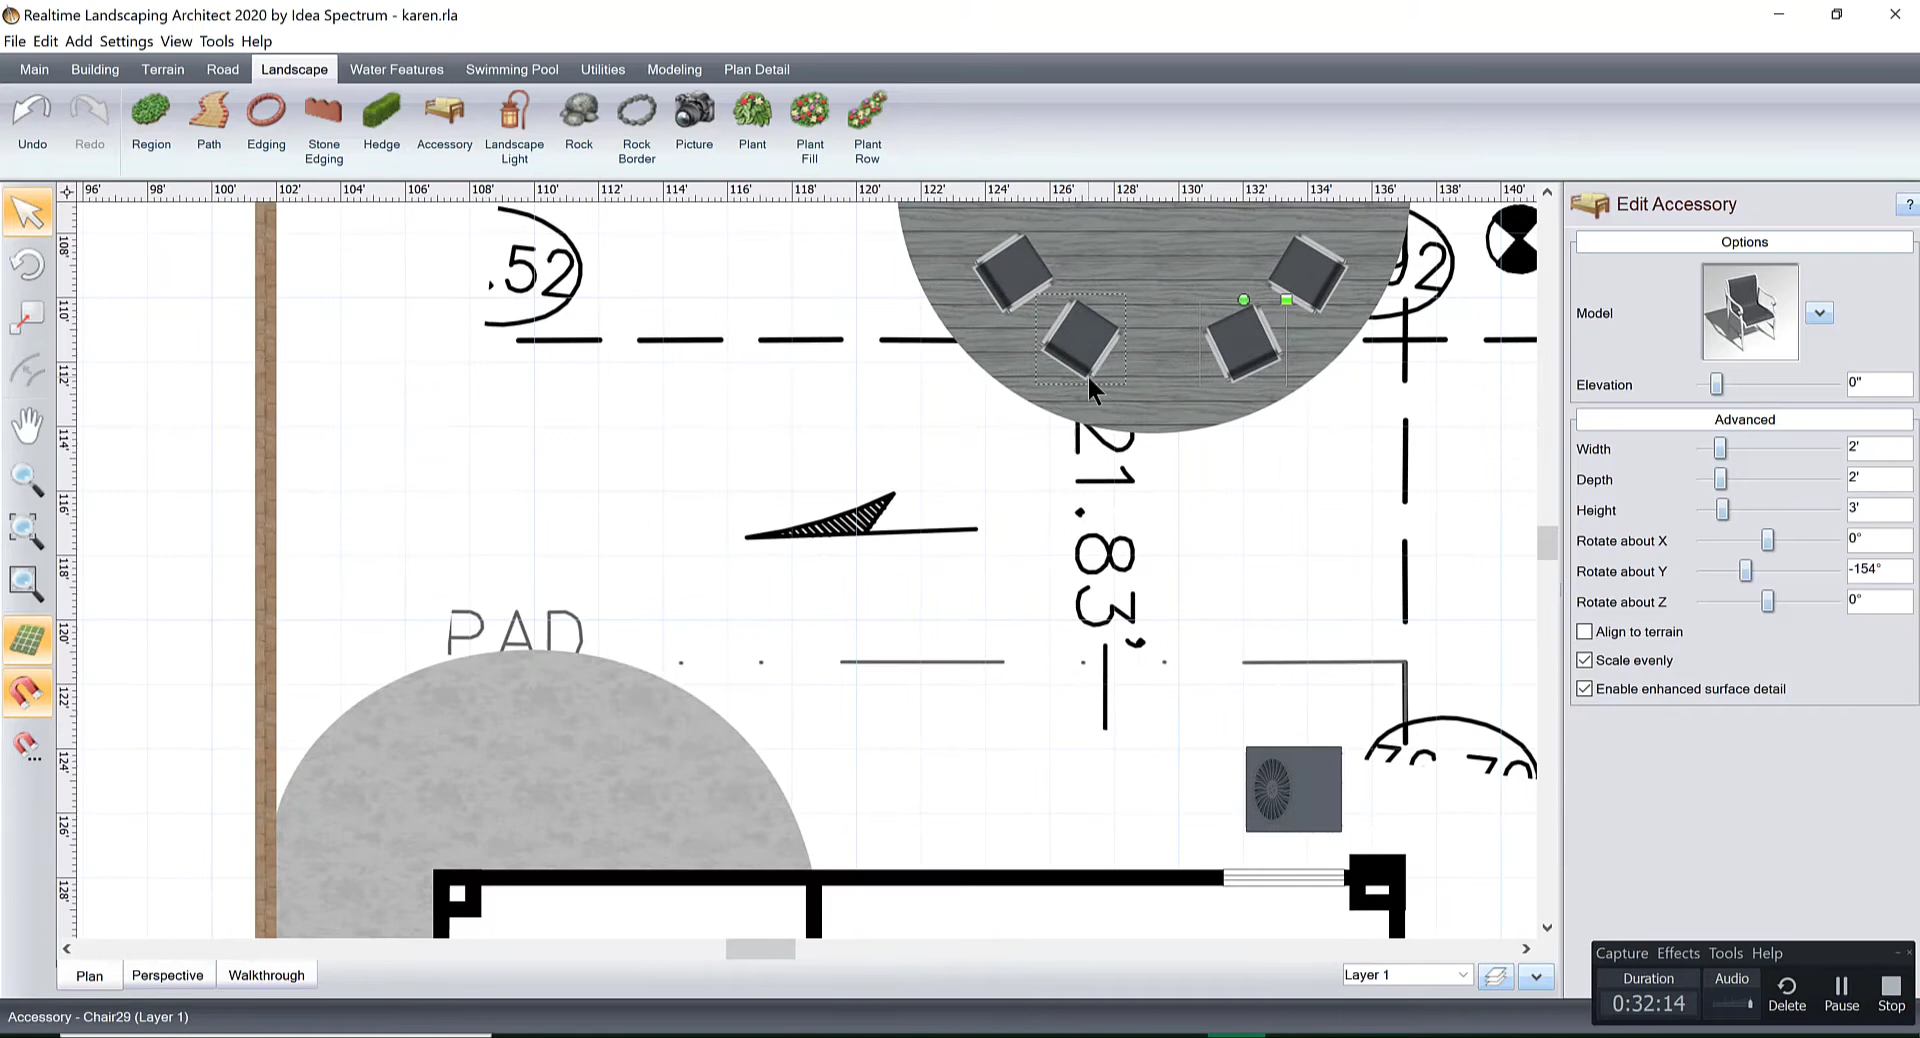 Realtime Landscaping Architect 2020 by Idea Spectrum - karen.rla
File Edit Add Settings View Tools Help
Main Building Terrain Road Landscape Water Features Swimming Pool Utilities Modeling Plan Detail
Undo Redo Region Path Edging Stone Edging Hedge Accessory Landscape Light Rock Rock Border Picture Plant Plant Fill Plant Row
96' 98' 100' 102' 104' 106' 108' 110' 112' 114' 116' 118' 120' 122' 124' 126' 128' 130' 132' 134' 136' 138' 140'
108'
110'
112'
114'
116'
118'
120'
122'
124'
126'
128'
.52
21.83'
PAD
Edit Accessory
?
Options
Model
Elevation 0"
Advanced
Width 2'
Depth 2'
Height 3'
Rotate about X 0°
Rotate about Y -154°
Rotate about Z 0°
Align to terrain
Scale evenly
Enable enhanced surface detail
Plan Perspective Walkthrough
Layer 1
Capture Effects Tools Help
Duration Audio
0:32:14 Delete Pause Stop
Accessory - Chair29 (Layer 1)